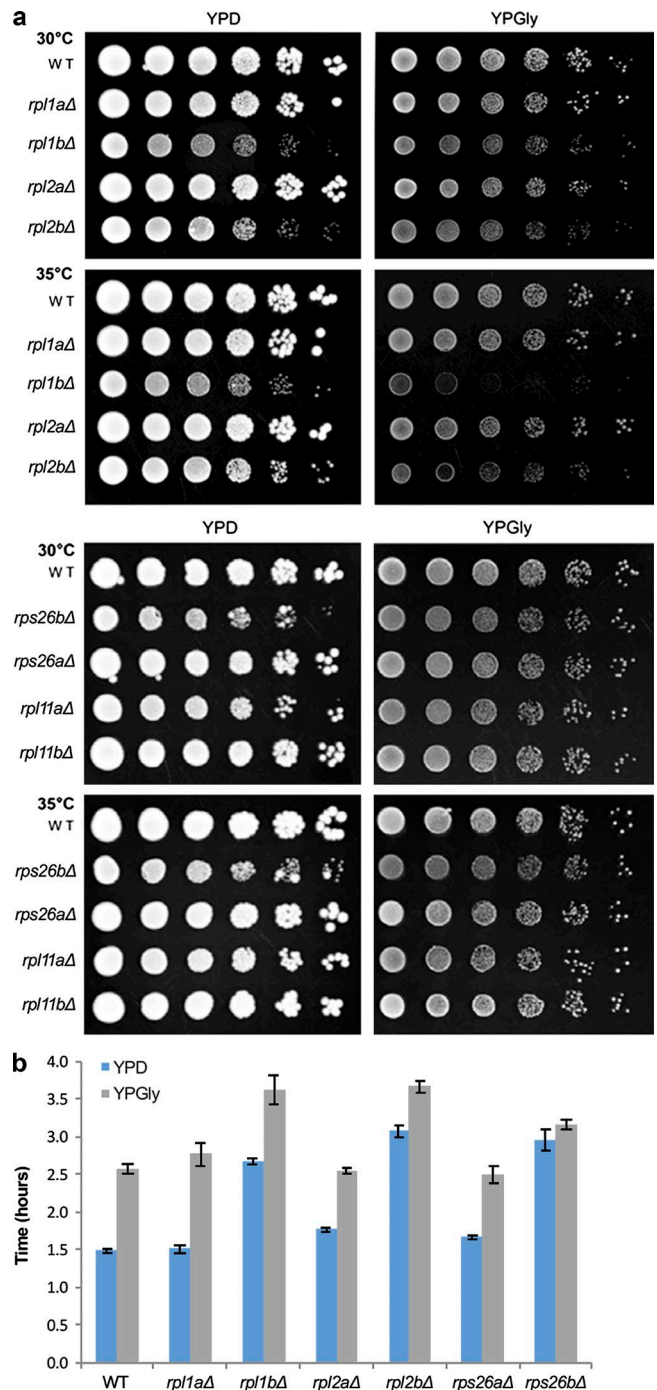 a
YPD YPGly
30°C
WT
rpl1aΔ
rpl1bΔ
rpl2aΔ
rpl2bΔ
35°C
WT
rpl1aΔ
rpl1bΔ
rpl2aΔ
rpl2bΔ
YPD YPGly
30°C
WT
rps26bΔ
rps26aΔ
rpl11aΔ
rpl11bΔ
35°C
WT
rps26bΔ
rps26aΔ
rpl11aΔ
rpl11bΔ
b
YPD
YPGly
Time (hours)
4.0
3.5
3.0
2.5
2.0
1.5
1.0
0.5
0.0
WT rpl1aΔ rpl1bΔ rpl2aΔ rpl2bΔ rps26aΔ rps26bΔ